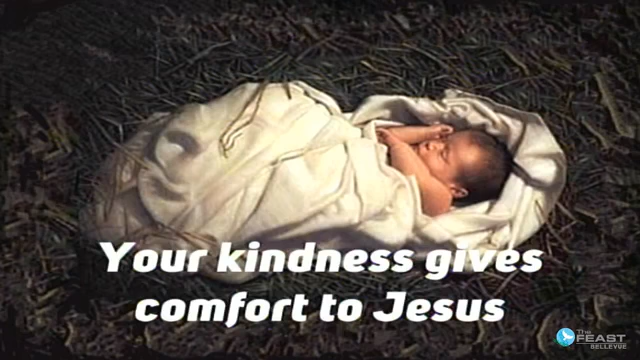 Your kindness gives
comfort to Jesus
The
FEAST
BELLEVUE